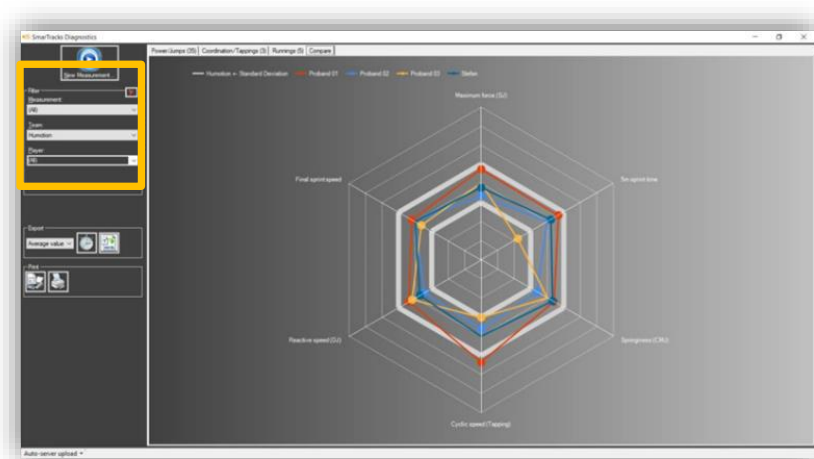 SmarTracks Diagnostics
New Measurement
Power/Jumps (35) Coordination/Tappings (3) Runnings (5) Compare
Filter
Measurement:
(All)
Team:
Humotion
Player:
(All)
Export
Average value
Print
Humotion +- Standard Deviation Proband 01 Proband 02 Proband 03 Stefan
Maximum force (SJ)
Final sprint speed
5m sprint time
Reactive speed (DJ)
Springiness (CMJ)
Cyclic speed (Tapping)
Auto-server upload